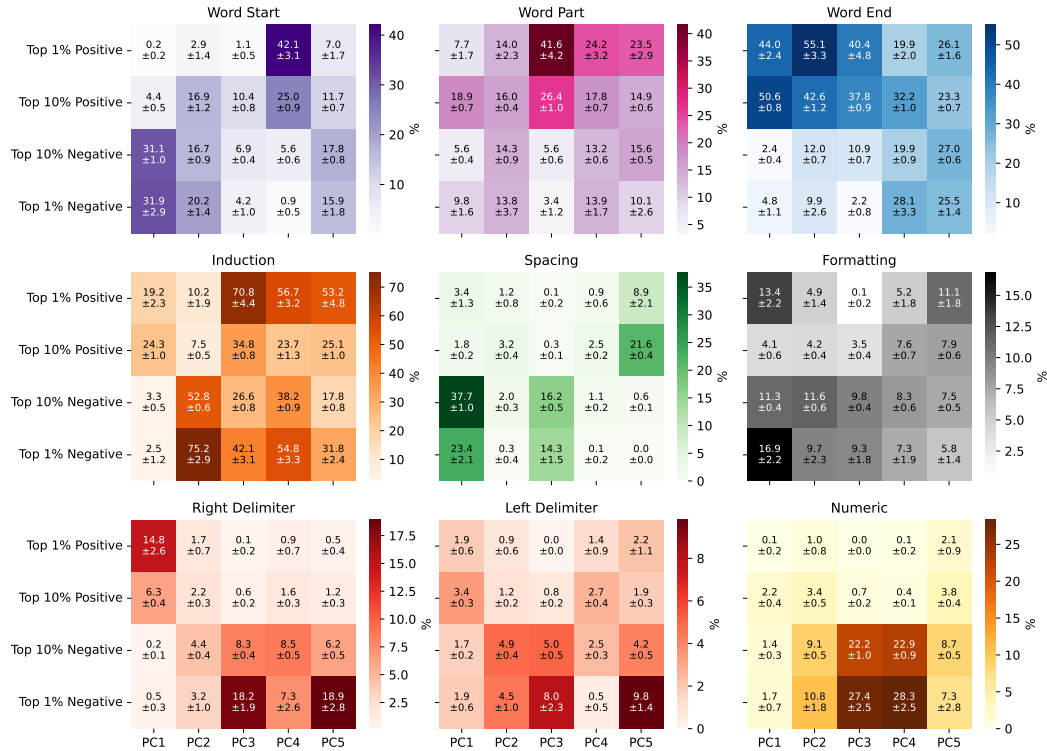 Word Start
Word Part
Word End
Top 1% Positive
0.2 ±0.2 2.9 ±1.4 1.1 ±0.5 42.1 ±3.1 7.0 ±1.7
7.7 ±1.7 14.0 ±2.3 41.6 ±4.2 24.2 ±3.2 23.5 ±2.9
44.0 ±2.4 55.1 ±3.3 40.4 ±4.8 19.9 ±2.0 26.1 ±1.6
Top 10% Positive
4.4 ±0.5 16.9 ±1.2 10.4 ±0.8 25.0 ±0.9 11.7 ±0.7
18.9 ±0.7 16.0 ±0.4 26.4 ±1.0 17.8 ±0.7 14.9 ±0.6
50.6 ±0.8 42.6 ±1.2 37.8 ±0.9 32.2 ±1.0 23.3 ±0.7
Top 10% Negative
31.1 ±1.0 16.7 ±0.9 6.9 ±0.4 5.6 ±0.6 17.8 ±0.8
5.6 ±0.4 14.3 ±0.9 5.6 ±0.6 13.2 ±0.6 15.6 ±0.5
2.4 ±0.4 12.0 ±0.7 10.9 ±0.7 19.9 ±0.9 27.0 ±0.6
Top 1% Negative
31.9 ±2.9 20.2 ±1.4 4.2 ±1.0 0.9 ±0.5 15.9 ±1.8
9.8 ±1.6 13.8 ±3.7 3.4 ±1.2 13.9 ±1.7 10.1 ±2.6
4.8 ±1.1 9.9 ±2.6 2.2 ±0.8 28.1 ±3.3 25.5 ±1.4
40 30 20 10 %
40 35 30 25 20 15 10 5 %
50 40 30 20 10 %
Induction
Spacing
Formatting
Top 1% Positive
19.2 ±2.3 10.2 ±1.9 70.8 ±4.4 56.7 ±3.2 53.2 ±4.8
3.4 ±1.3 1.2 ±0.8 0.1 ±0.2 0.9 ±0.6 8.9 ±2.1
13.4 ±2.2 4.9 ±1.4 0.1 ±0.2 5.2 ±1.8 11.1 ±1.8
Top 10% Positive
24.3 ±1.0 7.5 ±0.5 34.8 ±0.8 23.7 ±1.3 25.1 ±1.0
1.8 ±0.2 3.2 ±0.4 0.3 ±0.1 2.5 ±0.2 21.6 ±0.4
4.1 ±0.6 4.2 ±0.4 3.5 ±0.4 7.6 ±0.7 7.9 ±0.6
Top 10% Negative
3.3 ±0.5 52.8 ±0.6 26.6 ±0.8 38.2 ±0.9 17.8 ±0.8
37.7 ±1.0 2.0 ±0.3 16.2 ±0.5 1.1 ±0.2 0.6 ±0.1
11.3 ±0.4 11.6 ±0.6 9.8 ±0.4 8.3 ±0.6 7.5 ±0.5
Top 1% Negative
2.5 ±1.2 75.2 ±2.9 42.1 ±3.1 54.8 ±3.3 31.8 ±2.4
23.4 ±2.1 0.3 ±0.4 14.3 ±1.5 0.1 ±0.2 0.0 ±0.0
16.9 ±2.2 9.7 ±2.3 9.3 ±1.8 7.3 ±1.9 5.8 ±1.4
70 60 50 40 30 20 10 %
35 30 25 20 15 10 5 0 %
15.0 12.5 10.0 7.5 5.0 2.5 %
Right Delimiter
Left Delimiter
Numeric
Top 1% Positive
14.8 ±2.6 1.7 ±0.7 0.1 ±0.2 0.9 ±0.7 0.5 ±0.4
1.9 ±0.6 0.9 ±0.6 0.0 ±0.0 1.4 ±0.9 2.2 ±1.1
0.1 ±0.2 1.0 ±0.8 0.0 ±0.0 0.1 ±0.2 2.1 ±0.9
Top 10% Positive
6.3 ±0.4 2.2 ±0.3 0.6 ±0.2 1.6 ±0.3 1.2 ±0.3
3.4 ±0.3 1.2 ±0.2 0.8 ±0.2 2.7 ±0.4 1.9 ±0.3
2.2 ±0.4 3.4 ±0.5 0.7 ±0.2 0.4 ±0.1 3.8 ±0.4
Top 10% Negative
0.2 ±0.1 4.4 ±0.4 8.3 ±0.4 8.5 ±0.5 6.2 ±0.5
1.7 ±0.2 4.9 ±0.4 5.0 ±0.5 2.5 ±0.3 4.2 ±0.5
1.4 ±0.3 9.1 ±0.5 22.2 ±1.0 22.9 ±0.9 8.7 ±0.5
Top 1% Negative
0.5 ±0.3 3.2 ±1.0 18.2 ±1.9 7.3 ±2.6 18.9 ±2.8
1.9 ±0.6 4.5 ±1.0 8.0 ±2.3 0.5 ±0.4 9.8 ±1.4
1.7 ±0.7 10.8 ±1.8 27.4 ±2.5 28.3 ±2.5 7.3 ±2.8
17.5 15.0 12.5 10.0 7.5 5.0 2.5 %
8 6 4 2 0 %
25 20 15 10 5 0 %
PC1 PC2 PC3 PC4 PC5
PC1 PC2 PC3 PC4 PC5
PC1 PC2 PC3 PC4 PC5